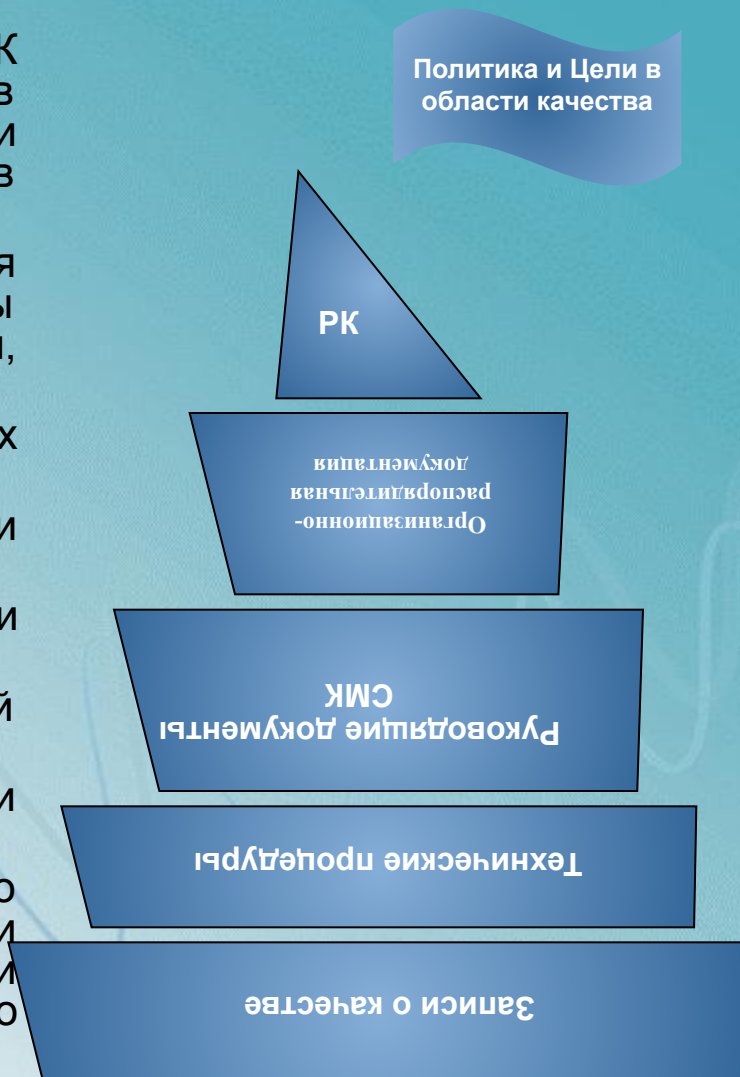 Политика и Цели в
области качества
РК
Организационно-
распорядительная
документация
Руководящие документы
СМК
Технические процедуры
Записи о качестве